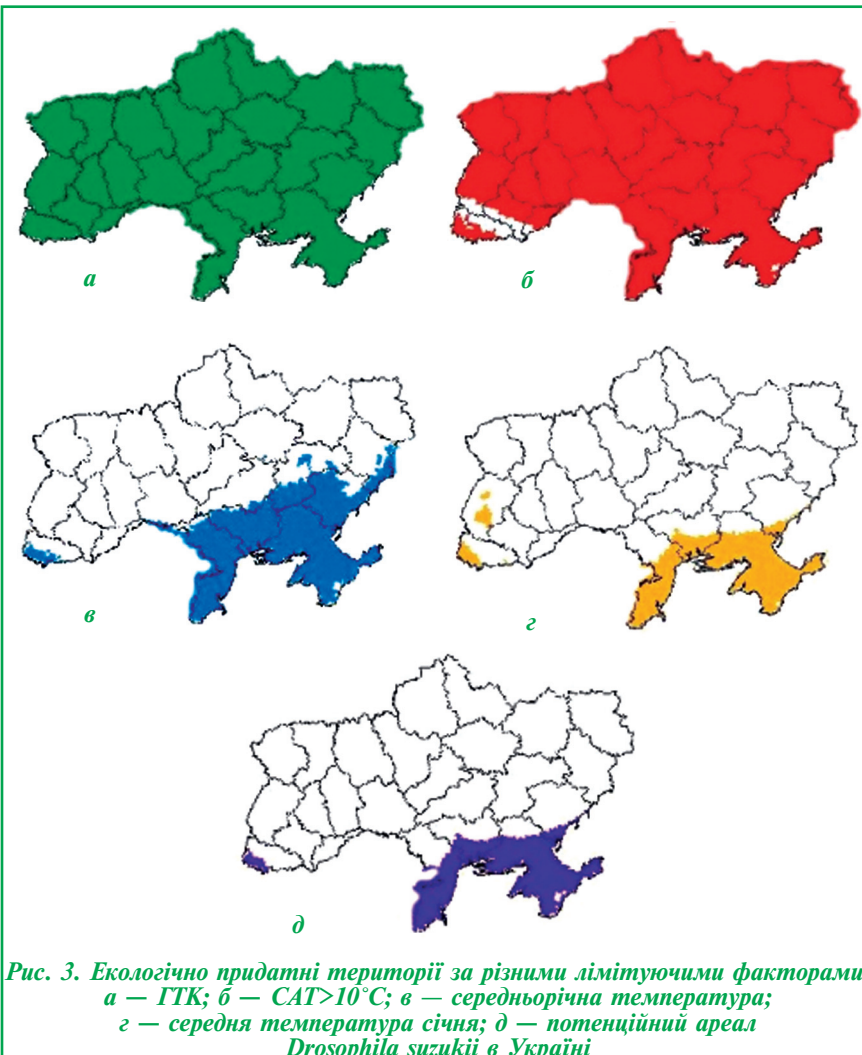 а
б
в
г
д
Рис. 3. Екологічно придатні території за різними лімітуючими факторами
а — ГТК; б — САТ>10°С; в — середньорічна температура;
г — середня температура січня; д — потенційний ареал
Drosophila suzukii в Україні